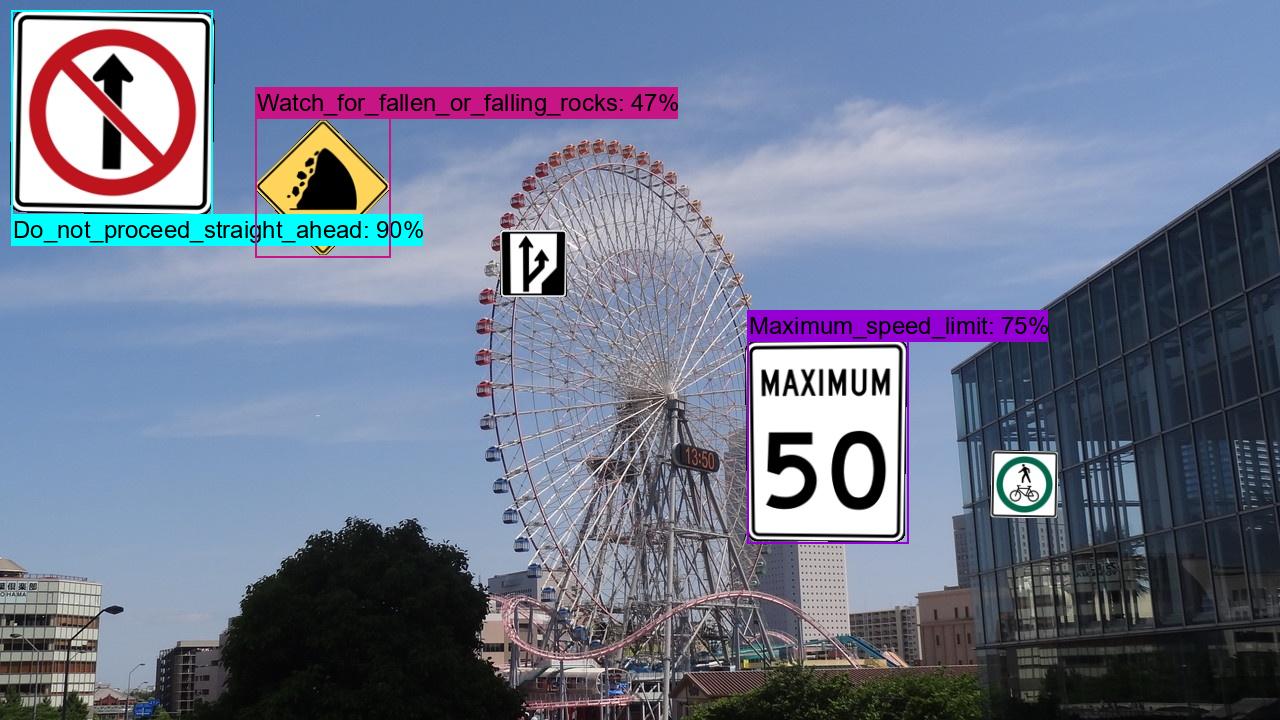 Watch_for_fallen_or_falling_rocks: 47%
Do_not_proceed_straight_ahead: 90%
Maximum_speed_limit: 75%
MAXIMUM
50
13:50